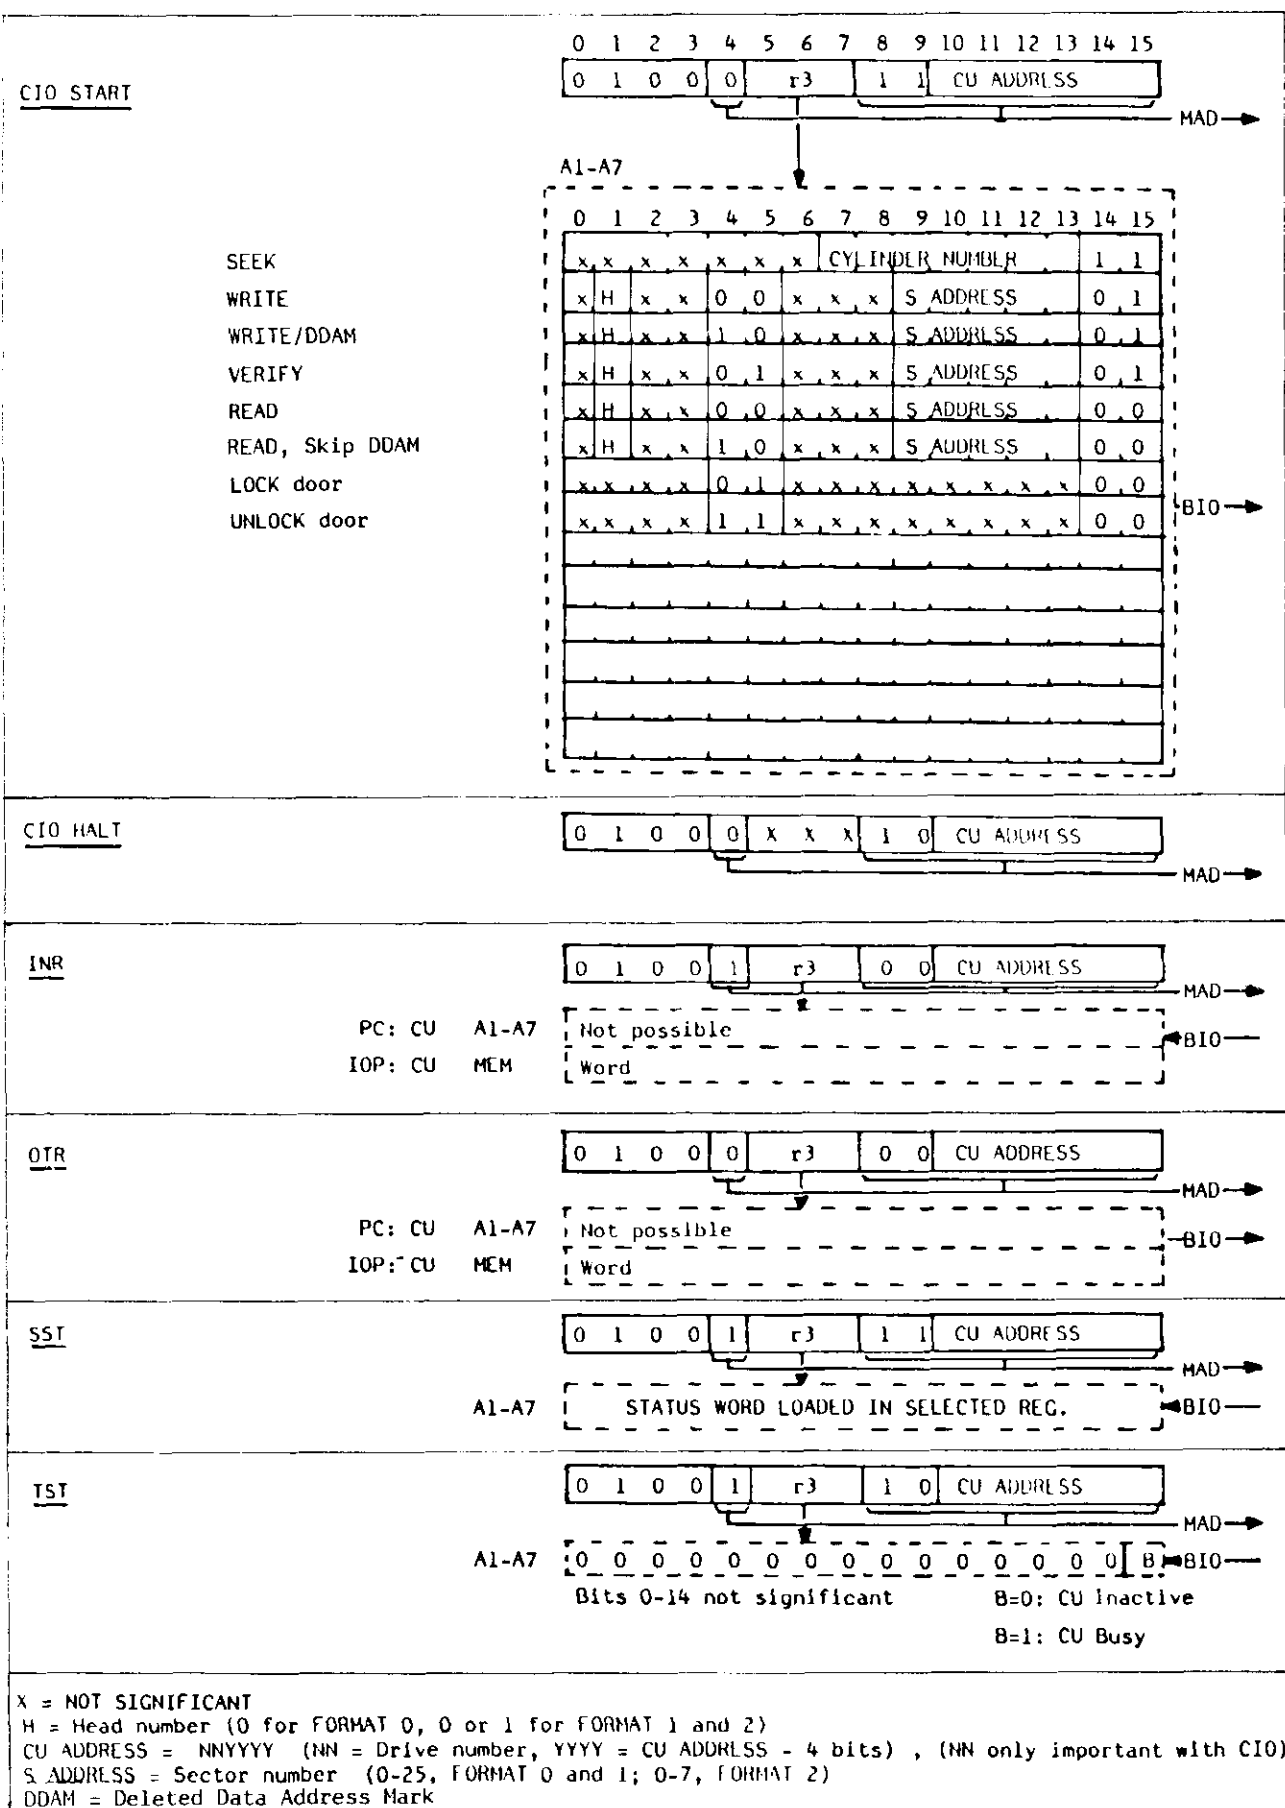 0 1 2 3 4 5 6 7 8 9 10 11 12 13 14 15
CIO START 0 1 0 0 0 r3 1 1 CU ADDRESS
MAD
A1-A7
0 1 2 3 4 5 6 7 8 9 10 11 12 13 14 15
SEEK x x x x x x x CYLINDER NUMBER 1 1
WRITE x H x x 0 0 x x x S ADDRESS 0 1
WRITE/DDAM x H x x 1 0 x x x S ADDRESS 0 1
VERIFY x H x x 0 1 x x x S ADDRESS 0 1
READ x H x x 0 0 x x x S ADDRESS 0 0
READ, Skip DDAM x H x x 1 0 x x x S ADDRESS 0 0
LOCK door x x x x 0 1 x x x x x x x x 0 0
UNLOCK door x x x x 1 1 x x x x x x x x 0 0
BIO
CIO HALT 0 1 0 0 0 x x x 1 0 CU ADDRESS
MAD
INR 0 1 0 0 1 r3 0 0 CU ADDRESS
MAD
PC: CU A1-A7 Not possible BIO
IOP: CU MEM Word
OTR 0 1 0 0 0 r3 0 0 CU ADDRESS
MAD
PC: CU A1-A7 Not possible BIO
IOP: CU MEM Word
SST 0 1 0 0 1 r3 1 1 CU ADDRESS
MAD
A1-A7 STATUS WORD LOADED IN SELECTED REG. BIO
TST 0 1 0 0 1 r3 1 0 CU ADDRESS
MAD
A1-A7 0 0 0 0 0 0 0 0 0 0 0 0 0 0 0 B BIO
Bits 0-14 not significant B=0: CU Inactive
B=1: CU Busy
X = NOT SIGNIFICANT
H = Head number (0 for FORMAT 0, 0 or 1 for FORMAT 1 and 2)
CU ADDRESS = NNYYYY (NN = Drive number, YYYY = CU ADDRESS - 4 bits) , (NN only important with CIO)
S ADDRESS = Sector number (0-25, FORMAT 0 and 1; 0-7, FORMAT 2)
DDAM = Deleted Data Address Mark